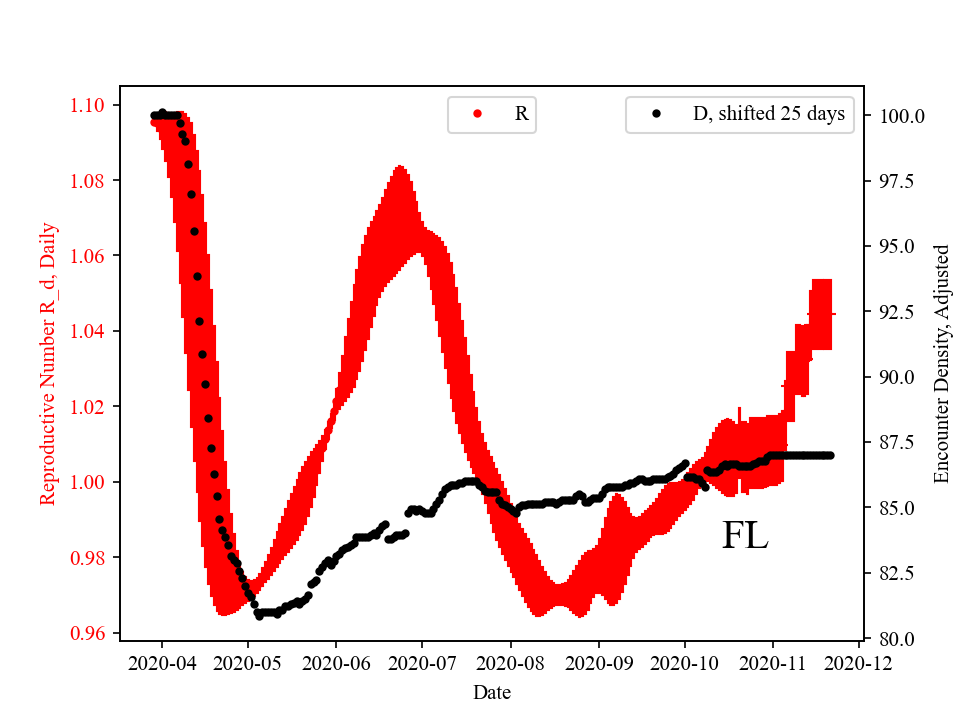 R
D, shifted 25 days
1.10
1.08
1.06
1.04
1.02
1.00
0.98
0.96
Reproductive Number R_d, Daily
100.0
97.5
95.0
92.5
90.0
87.5
85.0
82.5
80.0
Encounter Density, Adjusted
FL
2020-04 2020-05 2020-06 2020-07 2020-08 2020-09 2020-10 2020-11 2020-12
Date